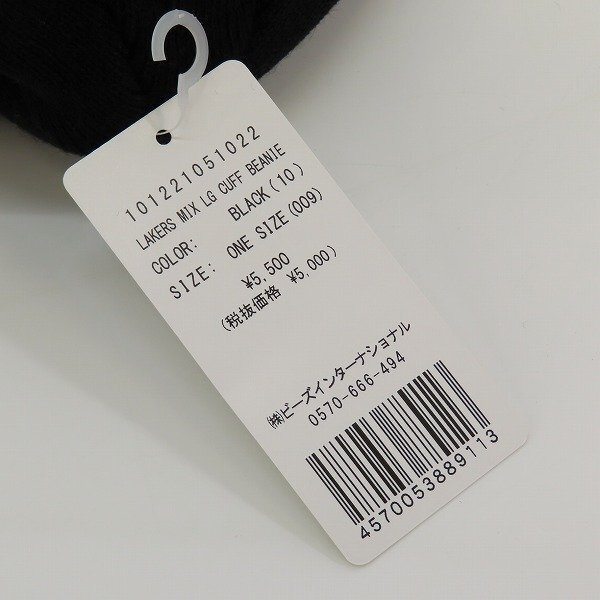 101221051022
LAKERS MIX LG CUFF BEANIE
COLOR: BLACK(10)
SIZE: ONE SIZE(009)
¥5,500
(税抜価格 ¥5,000)
㈱ビーズインターナショナル
0570-666-494
4570053889113